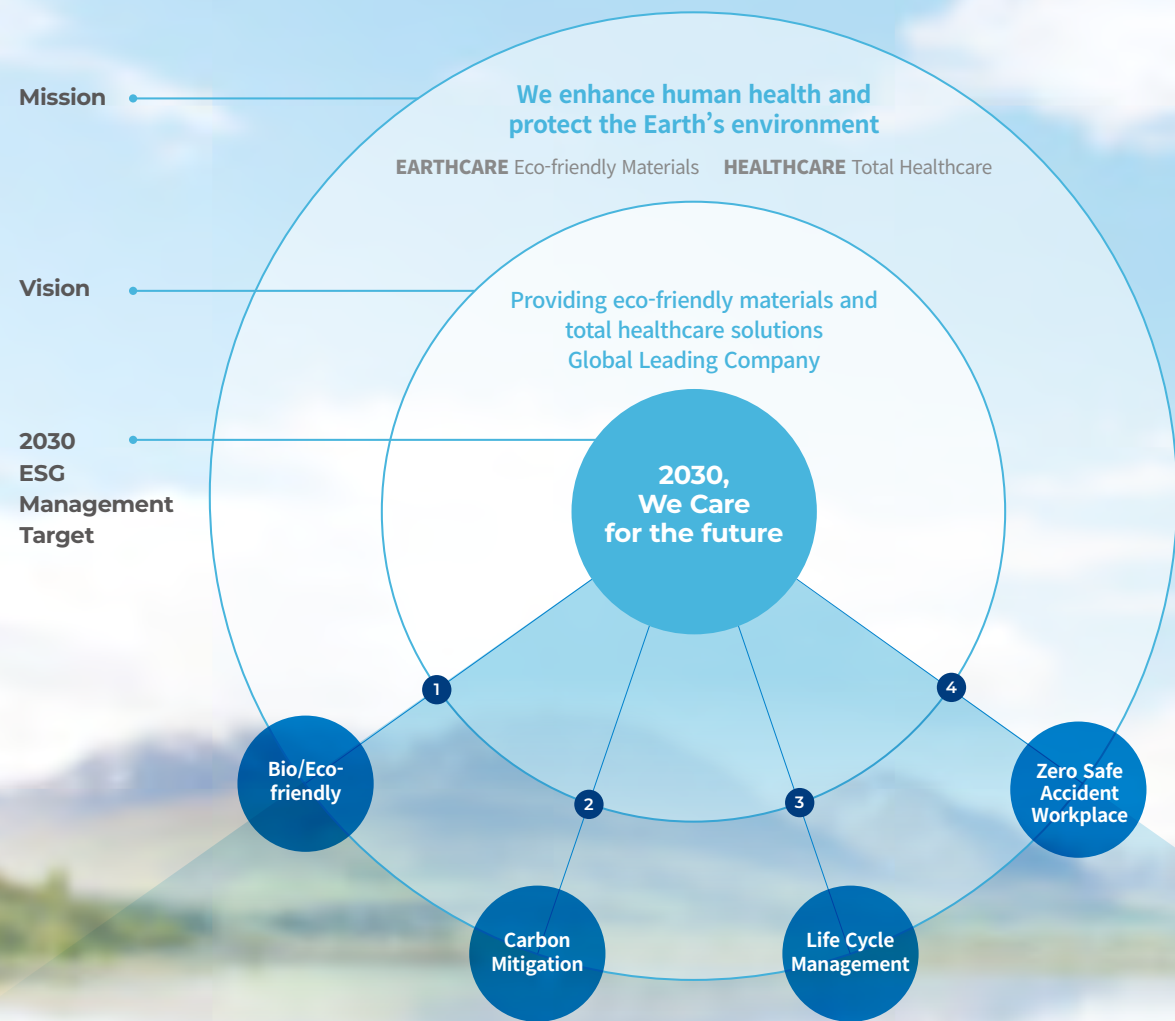 Mission
We enhance human health and
protect the Earth’s environment
EARTHCARE Eco-friendly Materials HEALTHCARE Total Healthcare
Vision
Providing eco-friendly materials and
total healthcare solutions
Global Leading Company
2030
ESG
Management
Target
2030,
We Care
for the future
1
Bio/Eco-
friendly
2
Carbon
Mitigation
3
Life Cycle
Management
4
Zero Safe
Accident
Workplace